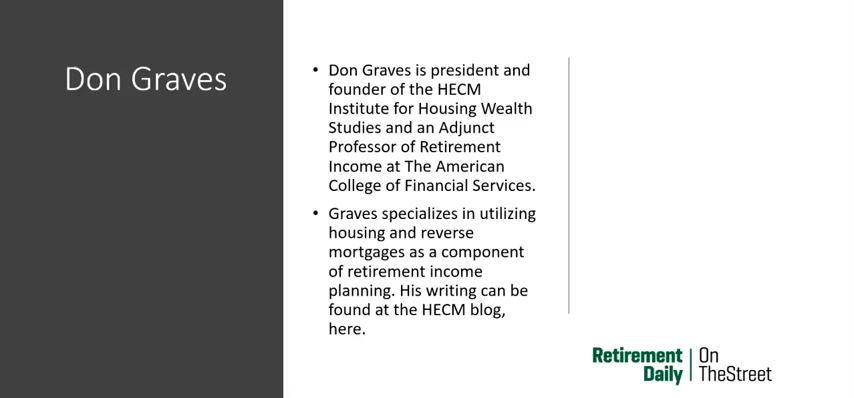 Don Graves
• Don Graves is president and
founder of the HECM
Institute for Housing Wealth
Studies and an Adjunct
Professor of Retirement
Income at The American
College of Financial Services.
• Graves specializes in utilizing
housing and reverse
mortgages as a component
of retirement income
planning. His writing can be
found at the HECM blog,
here.
Retirement
Daily
On
TheStreet